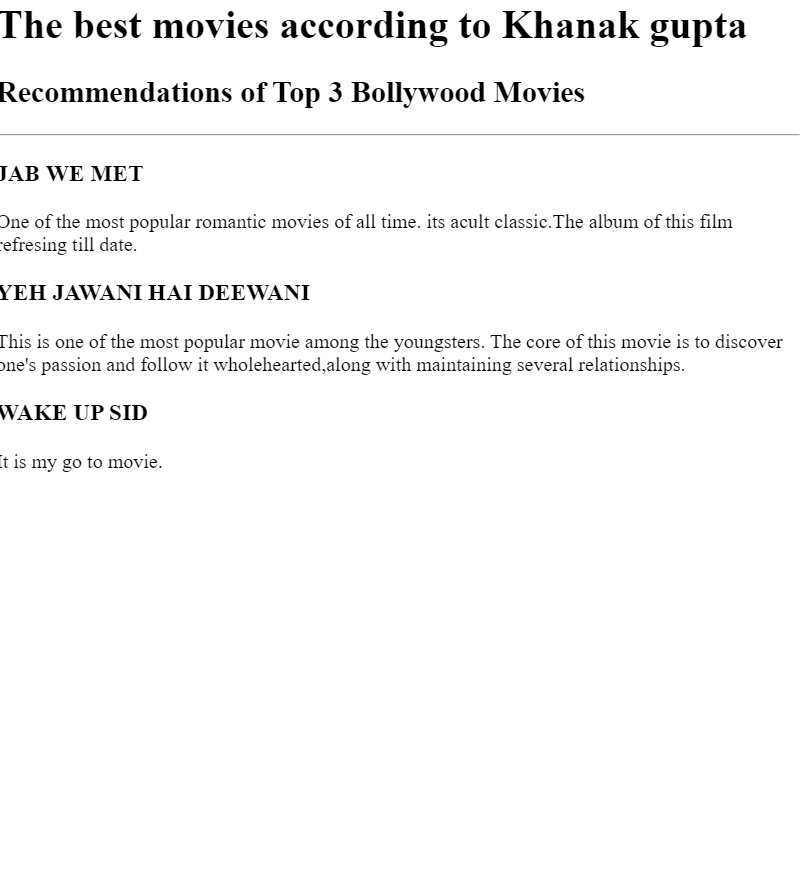 The best movies according to Khanak gupta
Recommendations of Top 3 Bollywood Movies
JAB WE MET
One of the most popular romantic movies of all time. its acult classic.The album of this film
refresing till date.
YEH JAWANI HAI DEEWANI
This is one of the most popular movie among the youngsters. The core of this movie is to discover
one's passion and follow it wholehearted,along with maintaining several relationships.
WAKE UP SID
It is my go to movie.